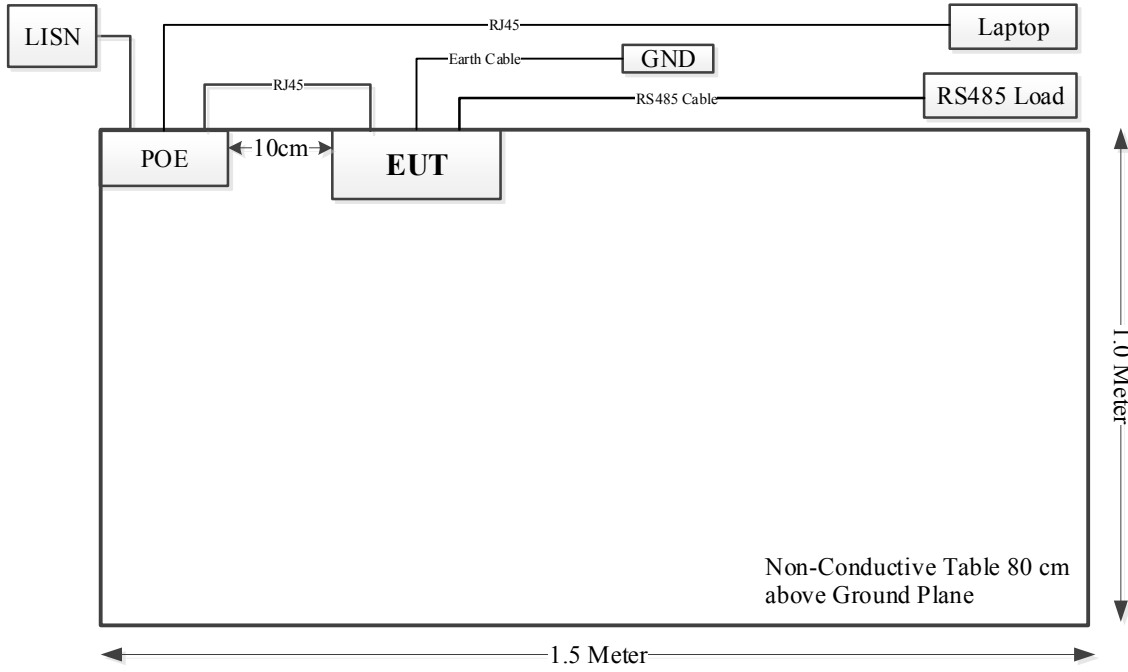 LISN
RJ45
Laptop
Earth Cable
GND
RJ45
RS485 Cable
RS485 Load
POE
10cm
EUT
1.0 Meter
Non-Conductive Table 80 cm
above Ground Plane
1.5 Meter